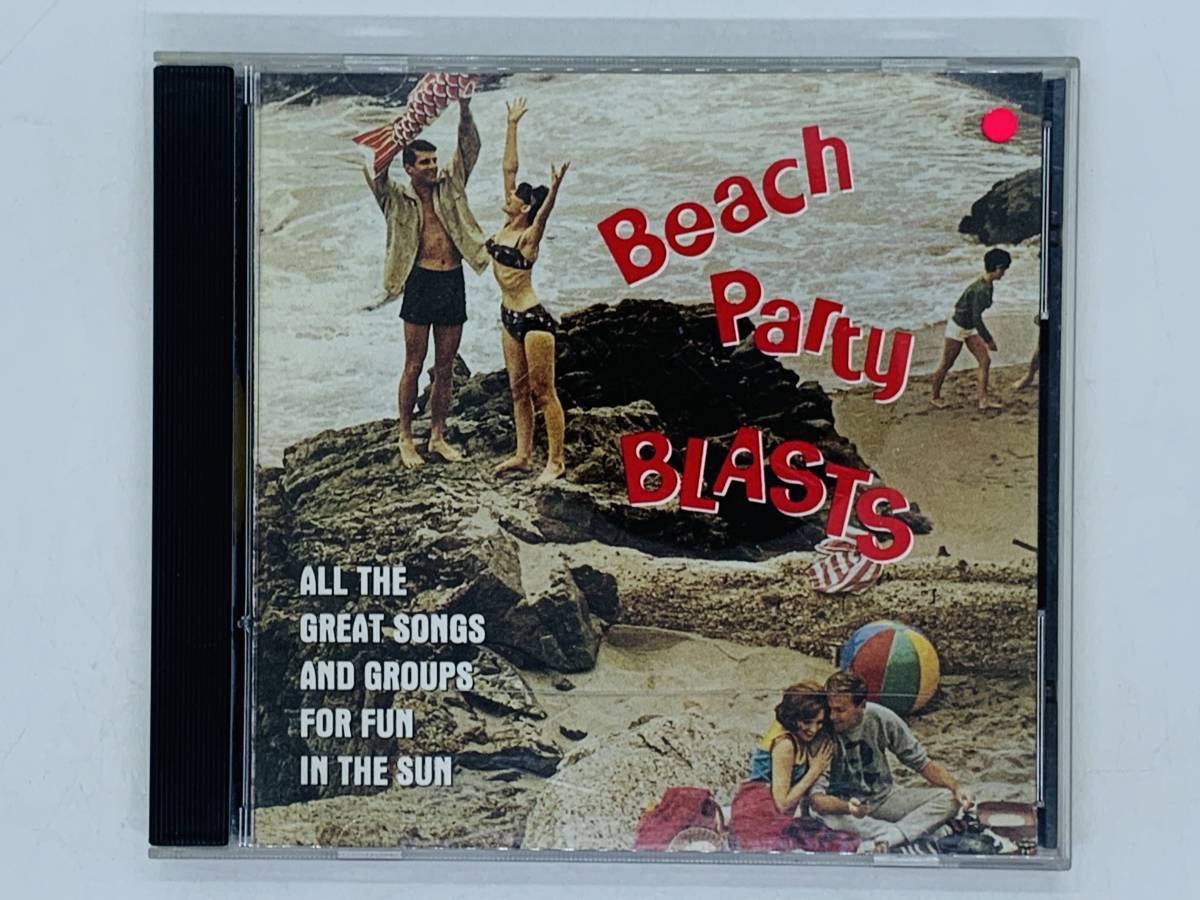 Beach
Party
BLASTS
ALL THE
GREAT SONGS
AND GROUPS
FOR FUN
IN THE SUN